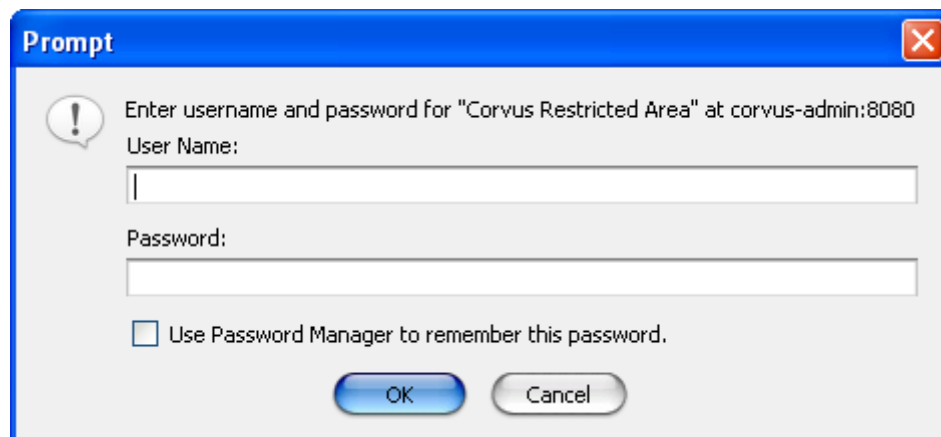 Prompt
Enter username and password for "Corvus Restricted Area" at corvus-admin:8080
User Name:
Password:
Use Password Manager to remember this password.
OK Cancel